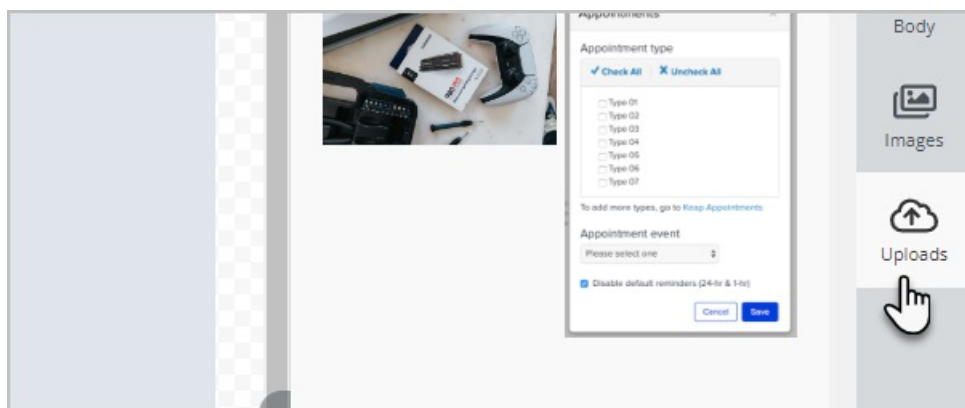 Appointments
Appointment type
Check All
Uncheck All
Type 01
Type 02
Type 03
Type 04
Type 05
Type 06
Type 07
To add more types, go to Keap Appointments
Appointment event
Please select one
Disable default reminders (24-hr & 1-hr)
Cancel
Save
Body
Images
Uploads